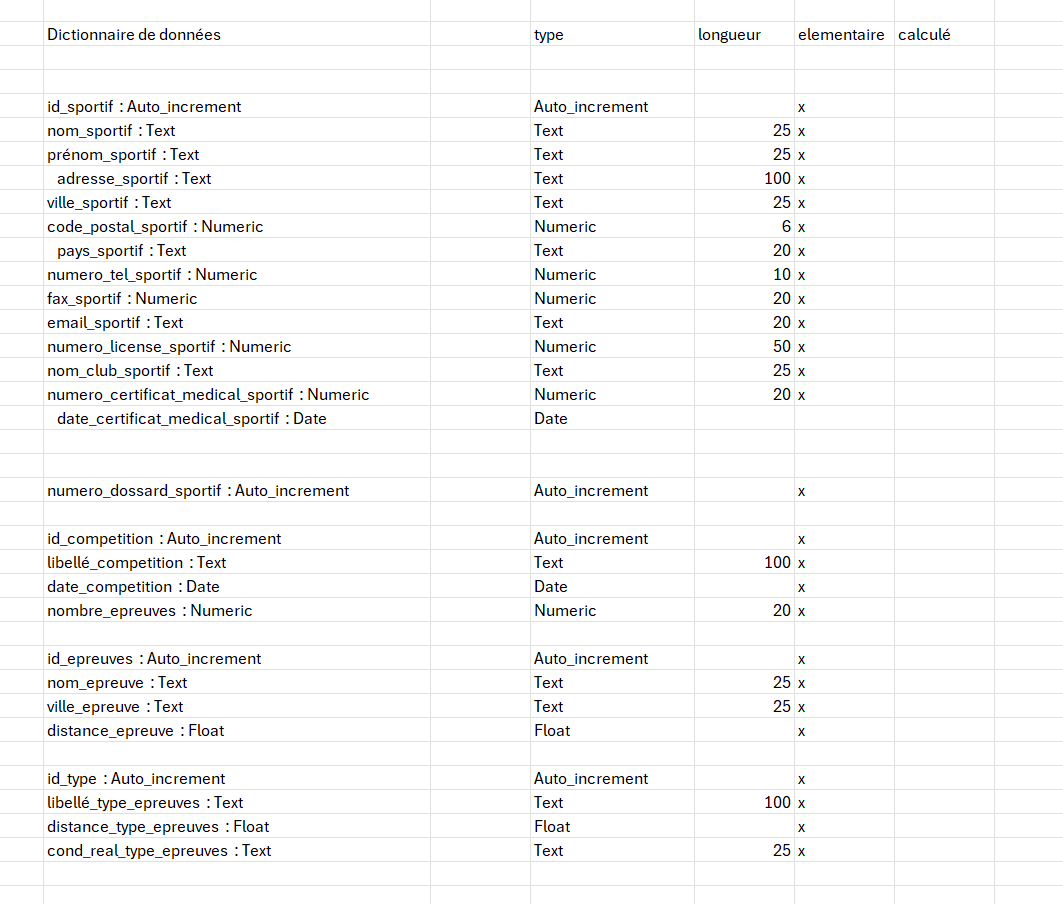 Dictionnaire de données type longueur elementaire calculé
id_sportif : Auto_increment Auto_increment x
nom_sportif : Text Text 25 x
prénom_sportif : Text Text 25 x
adresse_sportif : Text Text 100 x
ville_sportif : Text Text 25 x
code_postal_sportif : Numeric Numeric 6 x
pays_sportif : Text Text 20 x
numero_tel_sportif : Numeric Numeric 10 x
fax_sportif : Numeric Numeric 20 x
email_sportif : Text Text 20 x
numero_license_sportif : Numeric Numeric 50 x
nom_club_sportif : Text Text 25 x
numero_certificat_medical_sportif : Numeric Numeric 20 x
date_certificat_medical_sportif : Date Date
numero_dossard_sportif : Auto_increment Auto_increment x
id_competition : Auto_increment Auto_increment x
libellé_competition : Text Text 100 x
date_competition : Date Date x
nombre_epreuves : Numeric Numeric 20 x
id_epreuves : Auto_increment Auto_increment x
nom_epreuve : Text Text 25 x
ville_epreuve : Text Text 25 x
distance_epreuve : Float Float x
id_type : Auto_increment Auto_increment x
libellé_type_epreuves : Text Text 100 x
distance_type_epreuves : Float Float x
cond_real_type_epreuves : Text Text 25 x